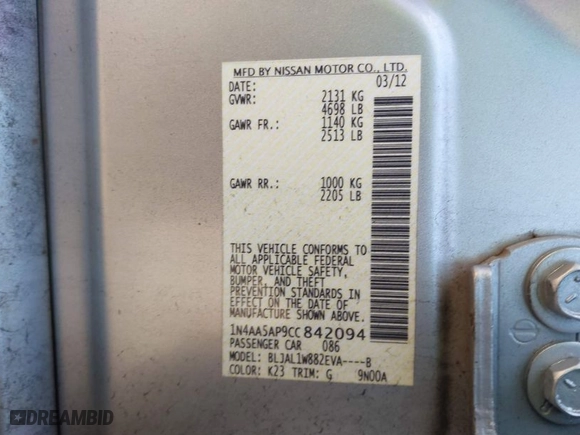 MFD BY NISSAN MOTOR CO., LTD.
DATE: 03/12
GVWR: 2131 KG
4698 LB
GAWR FR.: 1140 KG
2513 LB
GAWR RR.: 1000 KG
2205 LB
THIS VEHICLE CONFORMS TO
ALL APPLICABLE FEDERAL
MOTOR VEHICLE SAFETY,
BUMPER, AND THEFT
PREVENTION STANDARDS IN
EFFECT ON THE DATE OF
MANUFACTURE SHOWN ABOVE.
1N4AA5AP9CC 842094
PASSENGER CAR 086
MODEL: BLJAL1W882EVA----B
COLOR: K23 TRIM: G 9N00A
DREAMBID